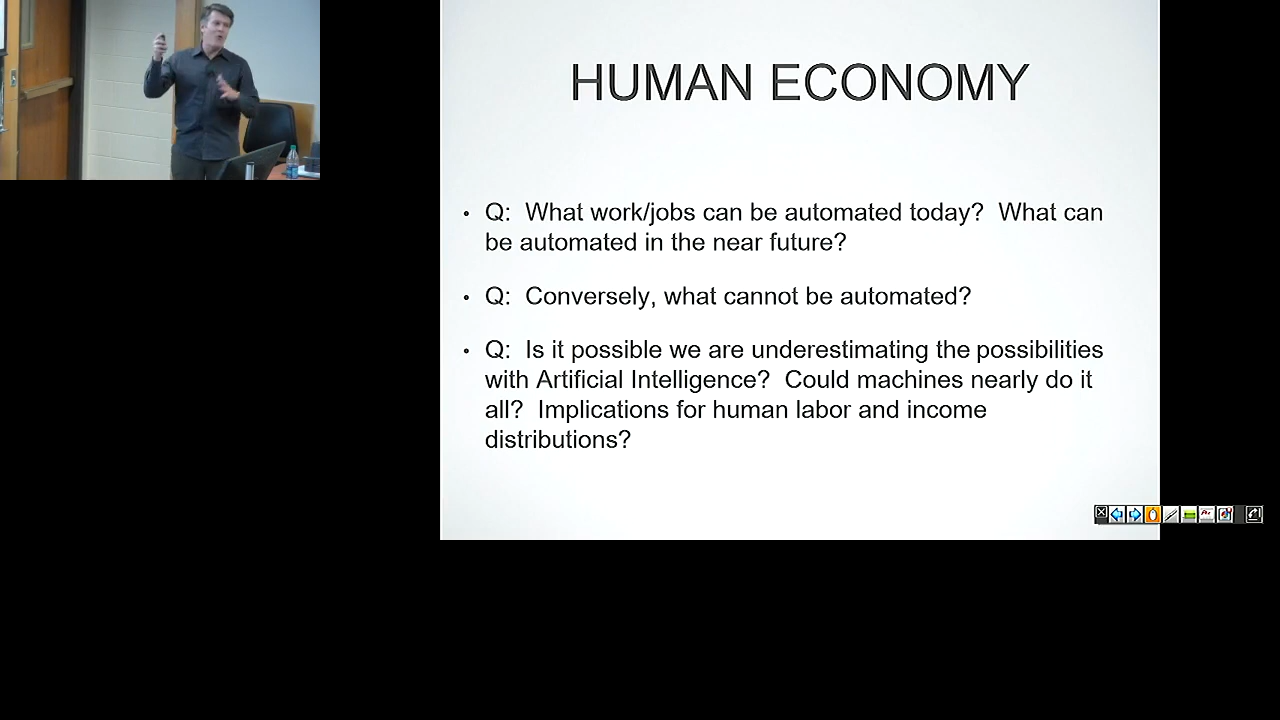 HUMAN ECONOMY
• Q: What work/jobs can be automated today? What can
be automated in the near future?
• Q: Conversely, what cannot be automated?
• Q: Is it possible we are underestimating the possibilities
with Artificial Intelligence? Could machines nearly do it
all? Implications for human labor and income
distributions?